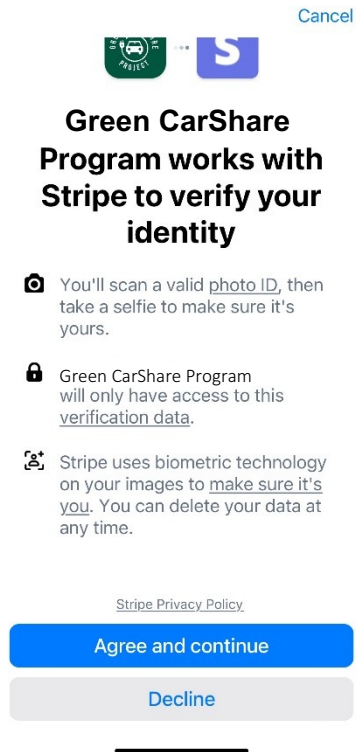 Cancel
PROJECT
S
Green CarShare
Program works with
Stripe to verify your
identity
You'll scan a valid photo ID, then
take a selfie to make sure it's
yours.
Green CarShare Program
will only have access to this
verification data.
Stripe uses biometric technology
on your images to make sure it's
you. You can delete your data at
any time.
Stripe Privacy Policy
Agree and continue
Decline